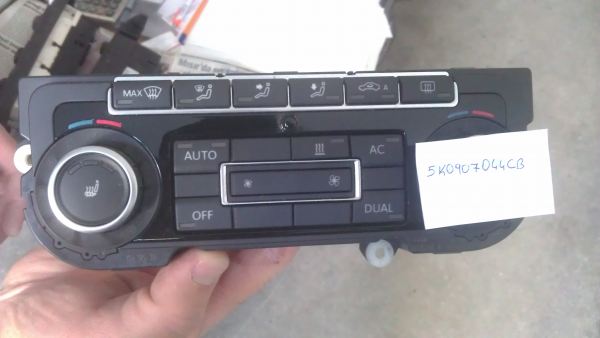 MAX
A
AUTO
AC
5K0907044CB
OFF
DUAL